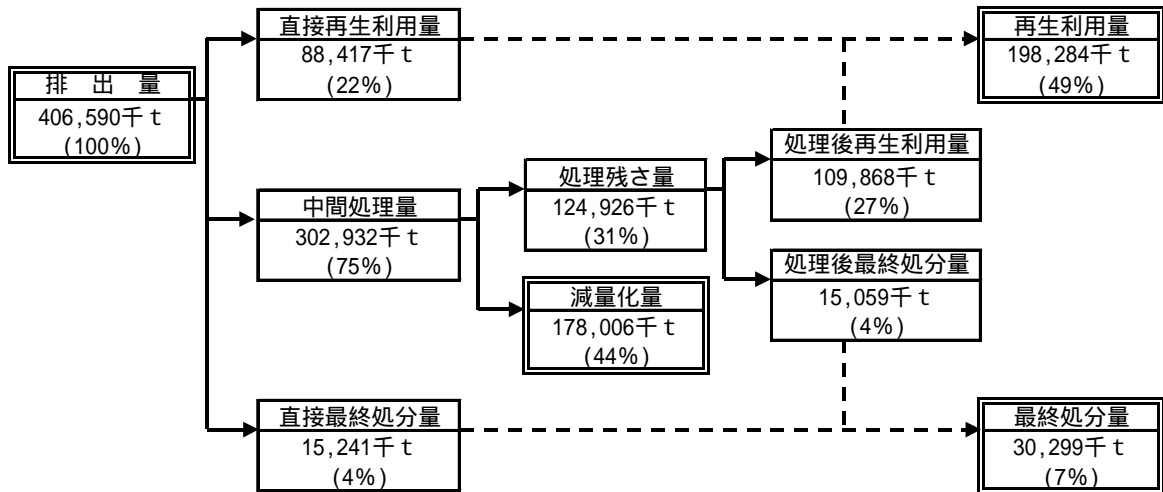 排　出　量
406,590千ｔ
(100%)
直接再生利用量
88,417千ｔ
(22%)
中間処理量
302,932千ｔ
(75%)
直接最終処分量
15,241千ｔ
(4%)
処理残さ量
124,926千ｔ
(31%)
減量化量
178,006千ｔ
(44%)
処理後再生利用量
109,868千ｔ
(27%)
処理後最終処分量
15,059千ｔ
(4%)
再生利用量
198,284千ｔ
(49%)
最終処分量
30,299千ｔ
(7%)